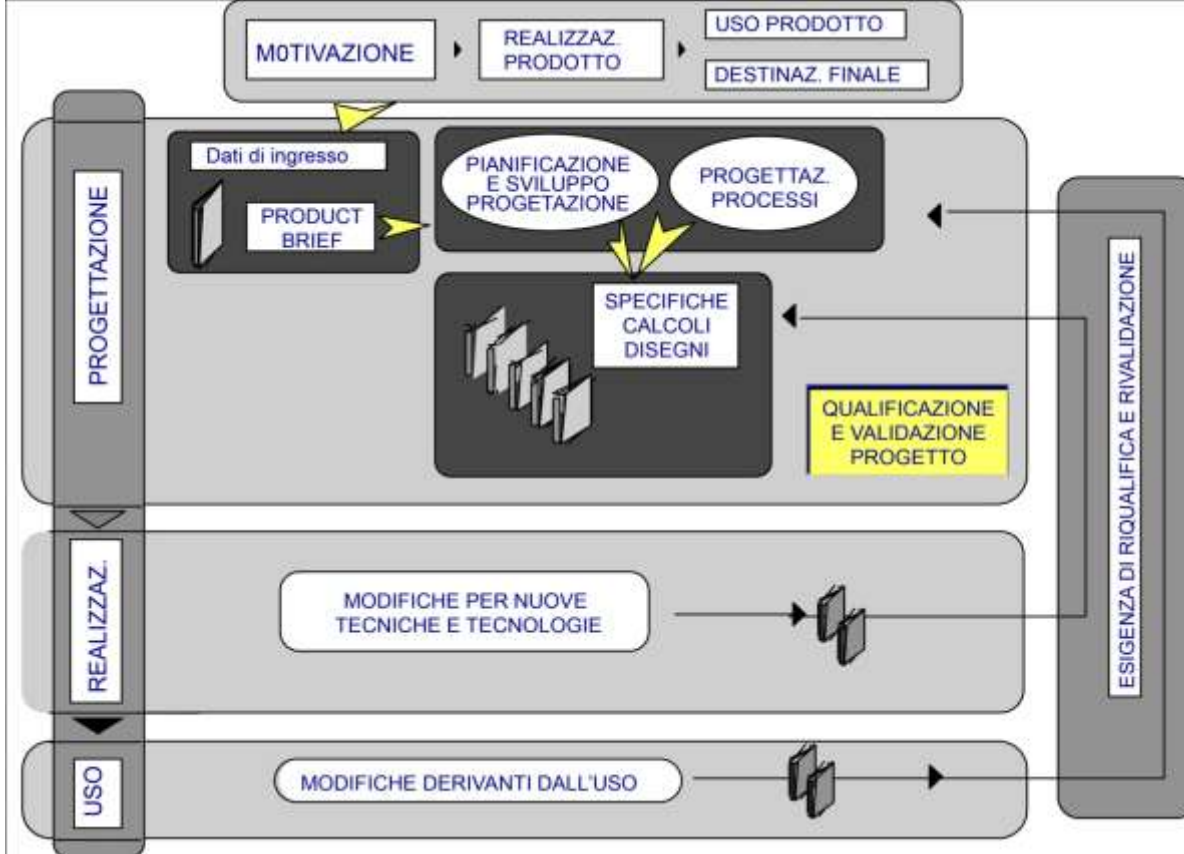 M0TIVAZIONE
REALIZZAZ.
PRODOTTO
USO PRODOTTO
DESTINAZ. FINALE
PROGETTAZIONE
Dati di ingresso
PRODUCT
BRIEF
PIANIFICAZIONE
E SVILUPPO
PROGETAZIONE
PROGETTAZ.
PROCESSI
SPECIFICHE
CALCOLI
DISEGNI
QUALIFICAZIONE
E VALIDAZIONE
PROGETTO
ESIGENZA DI RIQUALIFICA E RIVALIDAZIONE
REALIZZAZ.
MODIFICHE PER NUOVE
TECNICHE E TECNOLOGIE
USO
MODIFICHE DERIVANTI DALL'USO